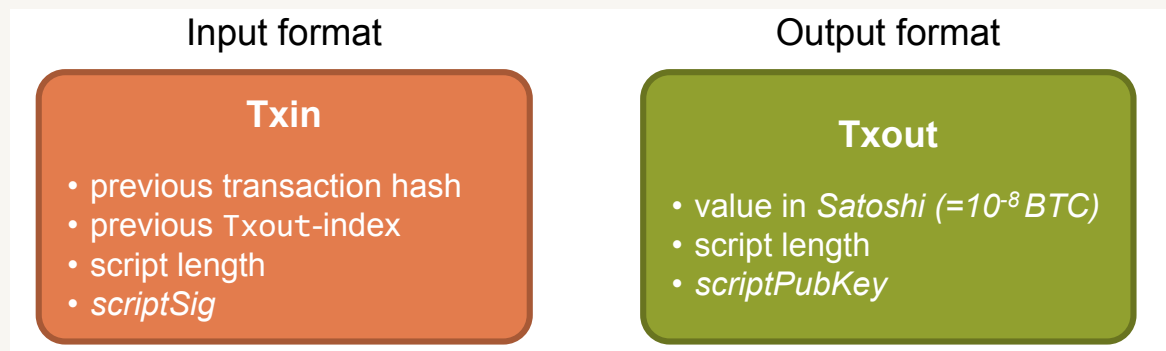 Input format
Txin
• previous transaction hash
• previous Txout-index
• script length
• scriptSig
Output format
Txout
• value in Satoshi (=10⁻⁸ BTC)
• script length
• scriptPubKey